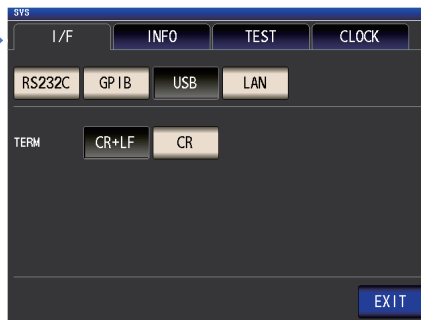 SYS
I/F INFO TEST CLOCK
RS232C GPIB USB LAN
TERM CR+LF CR
EXIT